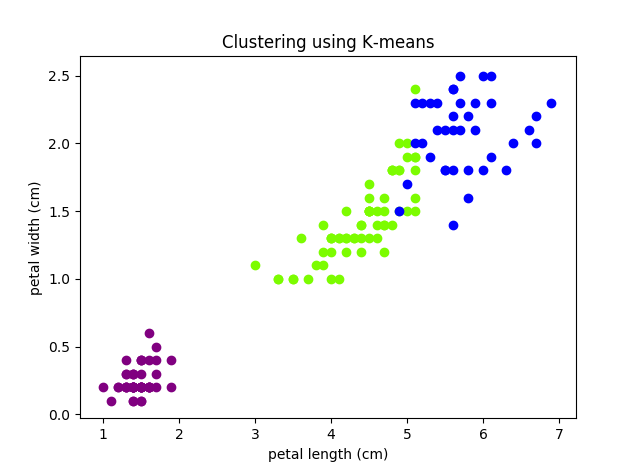 Clustering using K-means
petal width (cm)
2.5
2.0
1.5
1.0
0.5
0.0
1 2 3 4 5 6 7
petal length (cm)